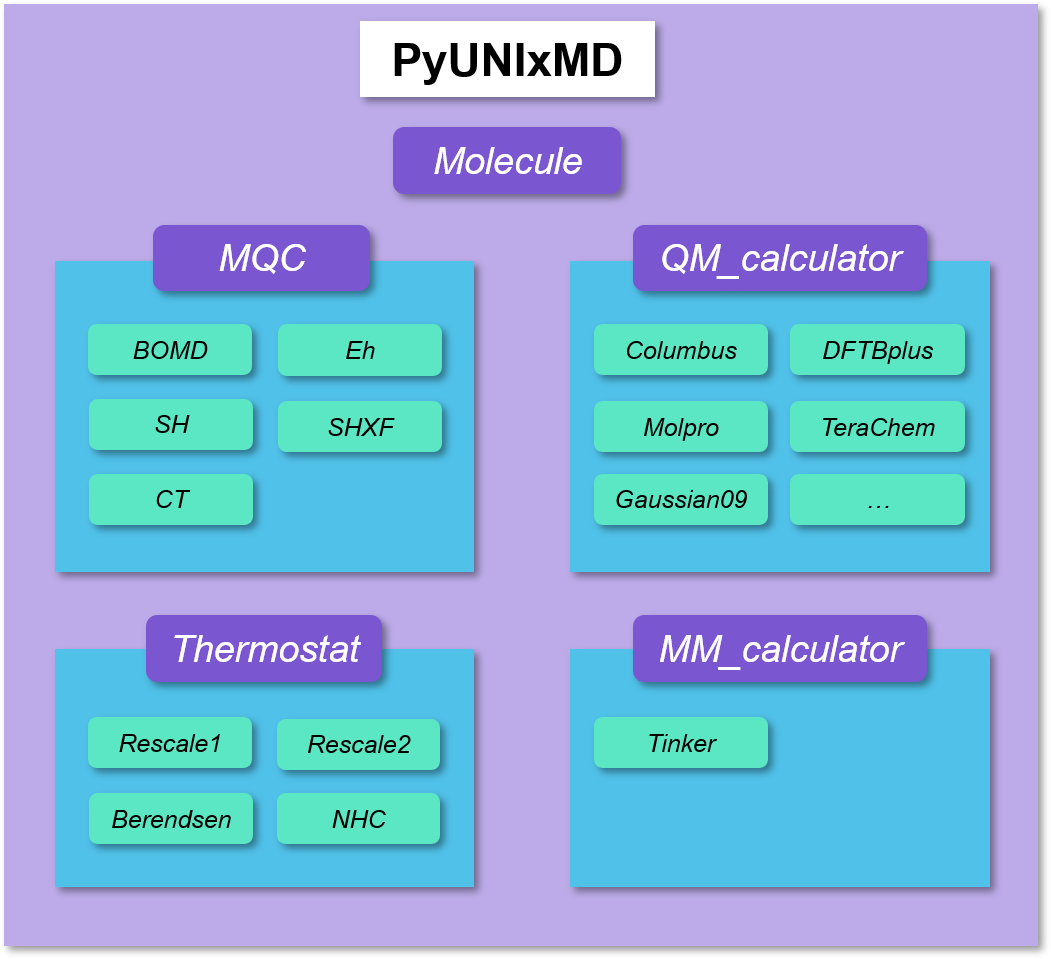 PyUNIxMD
Molecule
MQC
BOMD
Eh
SH
SHXF
CT
QM_calculator
Columbus
DFTBplus
Molpro
TeraChem
Gaussian09
...
Thermostat
Rescale1
Rescale2
Berendsen
NHC
MM_calculator
Tinker